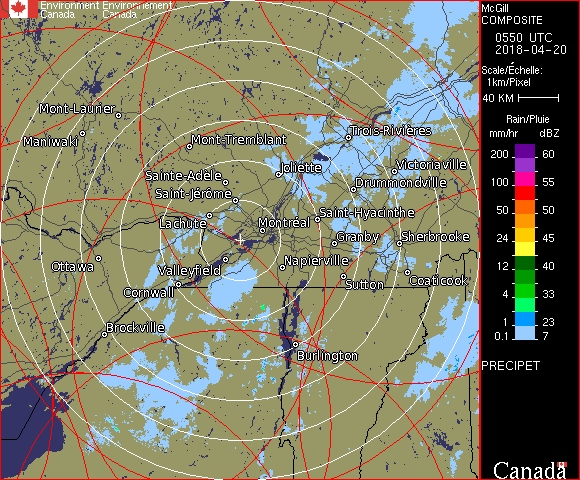 Environment Environnement
Canada Canada
McGill
COMPOSITE
0550 UTC
2018-04-20
Scale/Échelle:
1km/Pixel
40 KM
Rain/Pluie
mm/hr dBZ
200 60
100 55
50 50
24 45
12 40
4 33
1 23
0.1 7
PRECIPET
Canada
Mont-Laurier
Maniwaki
Mont-Tremblant
Trois-Rivières
Sainte-Adèle
Joliette
Victoriaville
Saint-Jérôme
Drummondville
Lachute
Montréal
Saint-Hyacinthe
Granby
Sherbrooke
Ottawa
Valleyfield
Napierville
Cornwall
Sutton
Coaticook
Brockville
Burlington